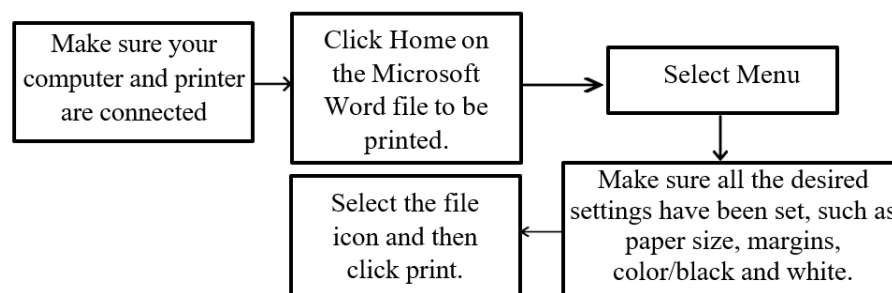 Make sure your
computer and printer
are connected
Click Home on
the Microsoft
Word file to be
printed.
Select Menu
Make sure all the desired
settings have been set, such as
paper size, margins,
color/black and white.
Select the file
icon and then
click print.